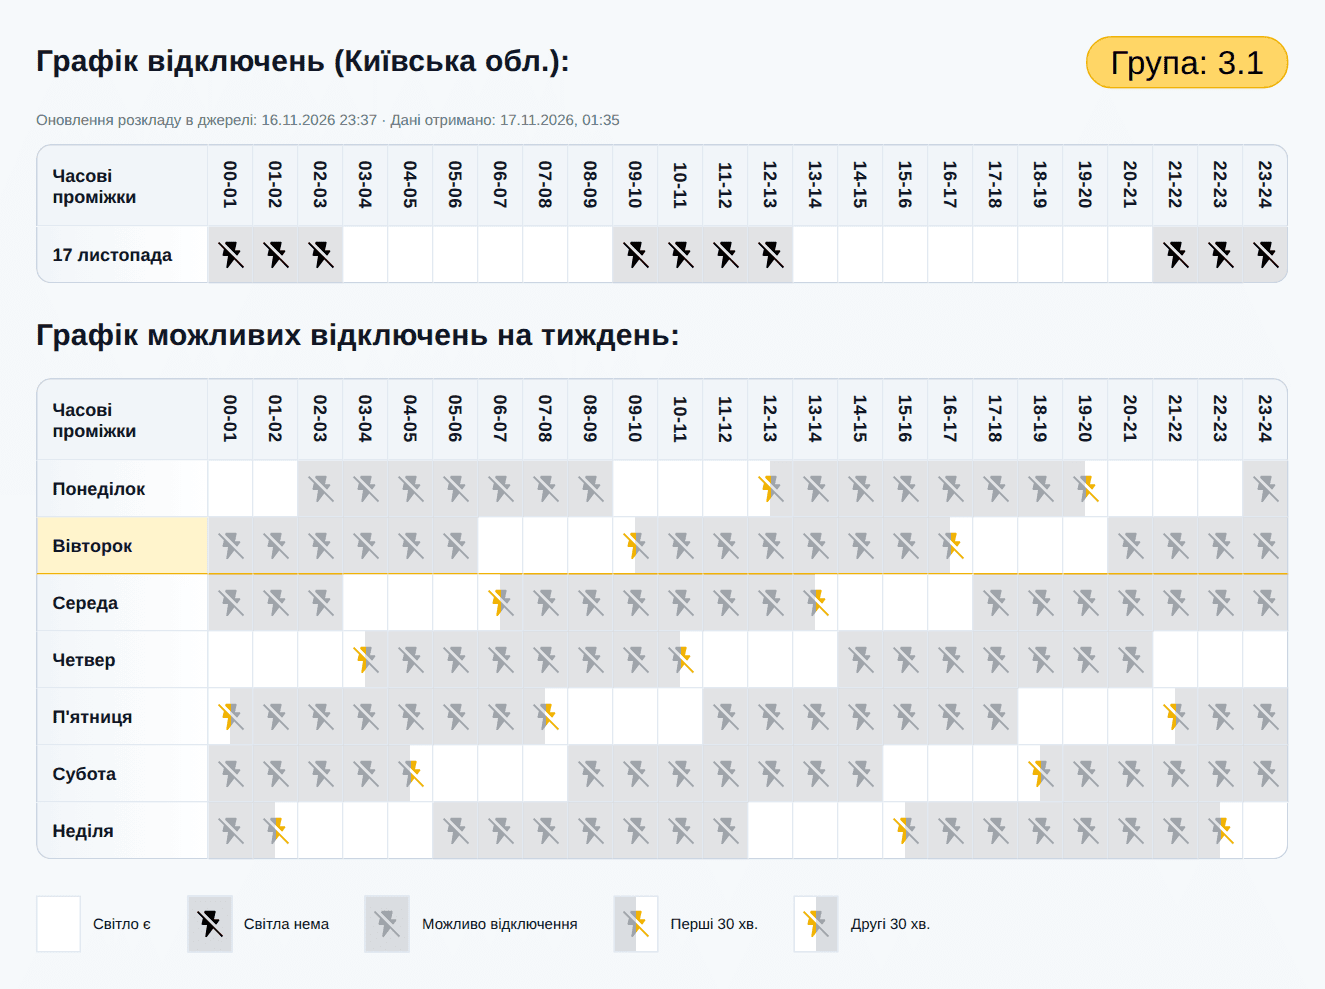 Графік відключень (Київська обл.):
Група: 3.1
Оновлення розкладу в джерелі: 16.11.2026 23:37 · Дані отримано: 17.11.2026, 01:35
Часові проміжки 00-01 01-02 02-03 03-04 04-05 05-06 06-07 07-08 08-09 09-10 10-11 11-12 12-13 13-14 14-15 15-16 16-17 17-18 18-19 19-20 20-21 21-22 22-23 23-24
17 листопада
Графік можливих відключень на тиждень:
Часові проміжки 00-01 01-02 02-03 03-04 04-05 05-06 06-07 07-08 08-09 09-10 10-11 11-12 12-13 13-14 14-15 15-16 16-17 17-18 18-19 19-20 20-21 21-22 22-23 23-24
Понеділок
Вівторок
Середа
Четвер
П'ятниця
Субота
Неділя
Світло є Світла нема Можливо відключення Перші 30 хв. Другі 30 хв.